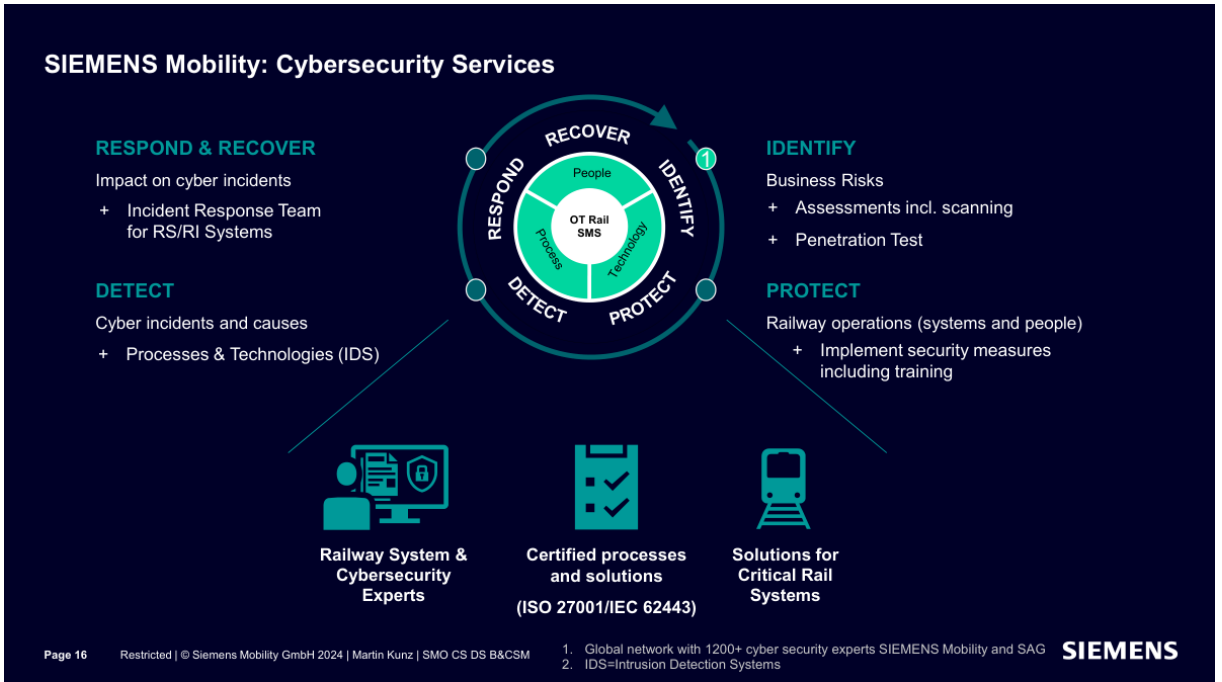 SIEMENS Mobility: Cybersecurity Services
RESPOND & RECOVER
Impact on cyber incidents
+ Incident Response Team
for RS/RI Systems
DETECT
Cyber incidents and causes
+ Processes & Technologies (IDS)
RECOVER
RESPOND
IDENTIFY
1
People
OT Rail
SMS
Process
Technology
DETECT
PROTECT
IDENTIFY
Business Risks
+ Assessments incl. scanning
+ Penetration Test
PROTECT
Railway operations (systems and people)
+ Implement security measures
including training
Railway System &
Cybersecurity
Experts
Certified processes
and solutions
(ISO 27001/IEC 62443)
Solutions for
Critical Rail
Systems
Page 16 Restricted | © Siemens Mobility GmbH 2024 | Martin Kunz | SMO CS DS B&CSM
1. Global network with 1200+ cyber security experts SIEMENS Mobility and SAG
2. IDS=Intrusion Detection Systems
SIEMENS